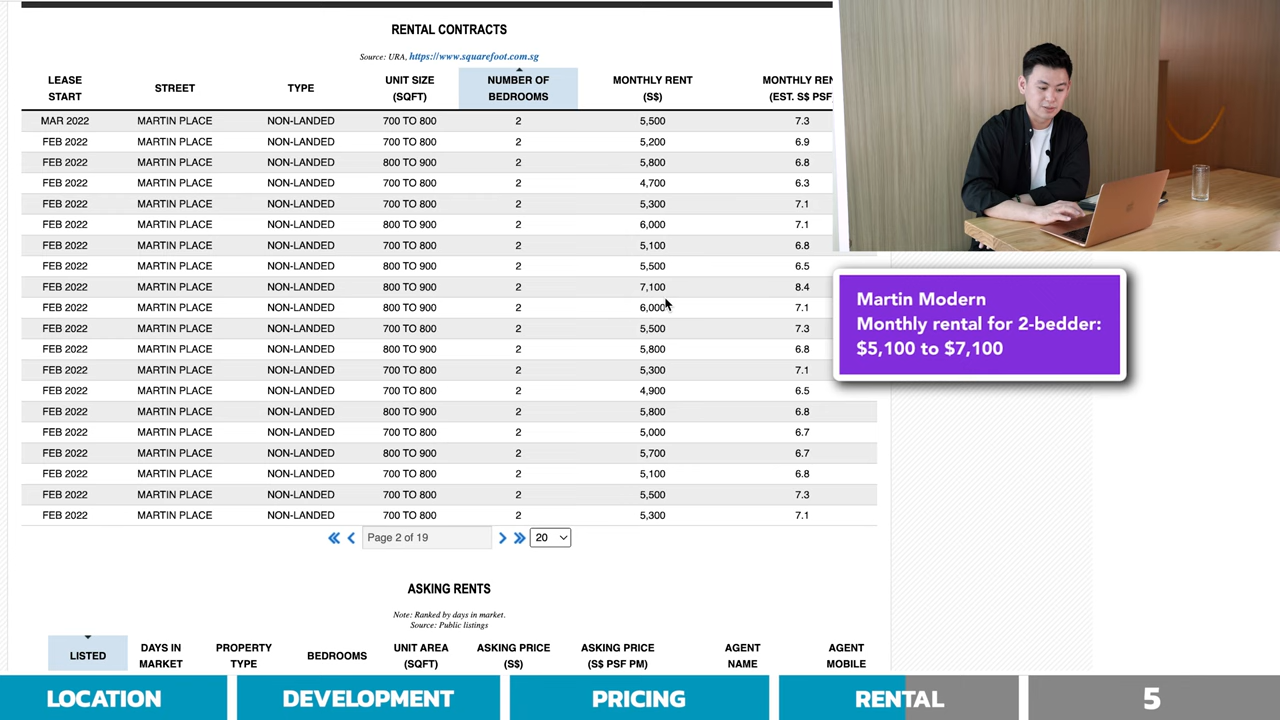 RENTAL CONTRACTS
Source: URA, https://www.squarefoot.com.sg
LEASE START STREET TYPE UNIT SIZE (SQFT) NUMBER OF BEDROOMS MONTHLY RENT (S$) MONTHLY (EST. S$ PSF
MAR 2022 MARTIN PLACE NON-LANDED 700 TO 800 2 5,500 7.3
FEB 2022 MARTIN PLACE NON-LANDED 700 TO 800 2 5,200 6.9
FEB 2022 MARTIN PLACE NON-LANDED 800 TO 900 2 5,800 6.8
FEB 2022 MARTIN PLACE NON-LANDED 700 TO 800 2 4,700 6.3
FEB 2022 MARTIN PLACE NON-LANDED 700 TO 800 2 5,300 7.1
FEB 2022 MARTIN PLACE NON-LANDED 800 TO 900 2 6,000 7.1
FEB 2022 MARTIN PLACE NON-LANDED 700 TO 800 2 5,100 6.8
FEB 2022 MARTIN PLACE NON-LANDED 800 TO 900 2 5,500 6.5
FEB 2022 MARTIN PLACE NON-LANDED 800 TO 900 2 7,100 8.4
FEB 2022 MARTIN PLACE NON-LANDED 800 TO 900 2 6,000 7.1
FEB 2022 MARTIN PLACE NON-LANDED 700 TO 800 2 5,500 7.3
FEB 2022 MARTIN PLACE NON-LANDED 800 TO 900 2 5,800 6.8
FEB 2022 MARTIN PLACE NON-LANDED 700 TO 800 2 5,300 7.1
FEB 2022 MARTIN PLACE NON-LANDED 700 TO 800 2 4,900 6.5
FEB 2022 MARTIN PLACE NON-LANDED 800 TO 900 2 5,800 6.8
FEB 2022 MARTIN PLACE NON-LANDED 700 TO 800 2 5,000 6.7
FEB 2022 MARTIN PLACE NON-LANDED 800 TO 900 2 5,700 6.7
FEB 2022 MARTIN PLACE NON-LANDED 700 TO 800 2 5,100 6.8
FEB 2022 MARTIN PLACE NON-LANDED 700 TO 800 2 5,500 7.3
FEB 2022 MARTIN PLACE NON-LANDED 700 TO 800 2 5,300 7.1
Page 2 of 19 20
Martin Modern
Monthly rental for 2-bedder:
$5,100 to $7,100
ASKING RENTS
Note: Ranked by days in market.
Source: Public listings
LISTED DAYS IN MARKET PROPERTY TYPE BEDROOMS UNIT AREA (SQFT) ASKING PRICE (S$) ASKING PRICE (S$ PSF PM) AGENT NAME AGENT MOBILE
LOCATION DEVELOPMENT PRICING RENTAL 5